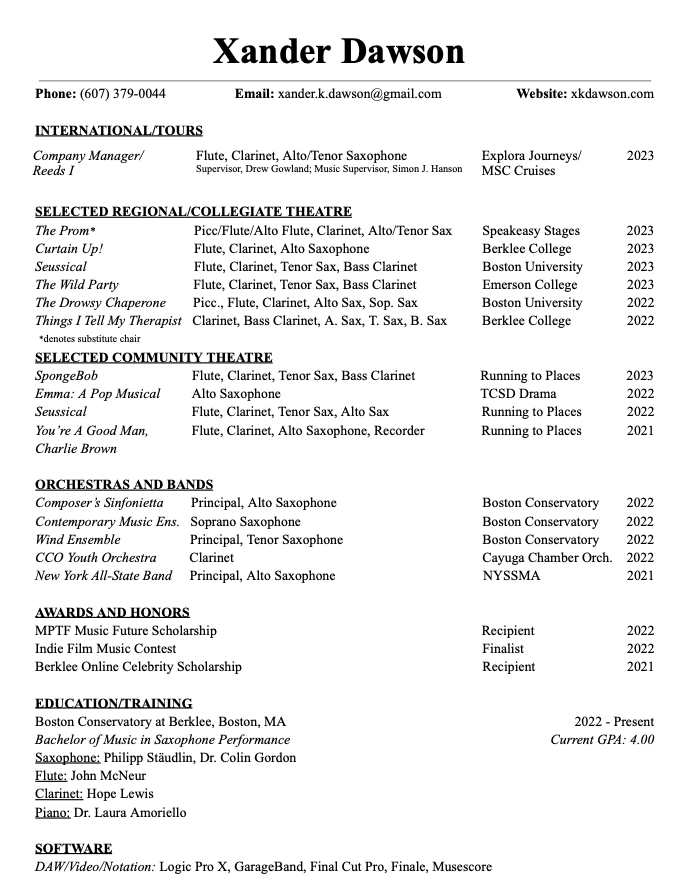 Xander Dawson
Phone: (607) 379-0044 Email: xander.k.dawson@gmail.com Website: xkdawson.com
INTERNATIONAL/TOURS
Company Manager/ Flute, Clarinet, Alto/Tenor Saxophone Explora Journeys/ 2023
Reeds I Supervisor, Drew Gowland; Music Supervisor, Simon J. Hanson MSC Cruises
SELECTED REGIONAL/COLLEGIATE THEATRE
The Prom* Picc/Flute/Alto Flute, Clarinet, Alto/Tenor Sax Speakeasy Stages 2023
Curtain Up! Flute, Clarinet, Alto Saxophone Berklee College 2023
Seussical Flute, Clarinet, Tenor Sax, Bass Clarinet Boston University 2023
The Wild Party Flute, Clarinet, Tenor Sax, Bass Clarinet Emerson College 2023
The Drowsy Chaperone Picc., Flute, Clarinet, Alto Sax, Sop. Sax Boston University 2022
Things I Tell My Therapist Clarinet, Bass Clarinet, A. Sax, T. Sax, B. Sax Berklee College 2022
*denotes substitute chair
SELECTED COMMUNITY THEATRE
SpongeBob Flute, Clarinet, Tenor Sax, Bass Clarinet Running to Places 2023
Emma: A Pop Musical Alto Saxophone TCSD Drama 2022
Seussical Flute, Clarinet, Tenor Sax, Alto Sax Running to Places 2022
You're A Good Man, Flute, Clarinet, Alto Saxophone, Recorder Running to Places 2021
Charlie Brown
ORCHESTRAS AND BANDS
Composer's Sinfonietta Principal, Alto Saxophone Boston Conservatory 2022
Contemporary Music Ens. Soprano Saxophone Boston Conservatory 2022
Wind Ensemble Principal, Tenor Saxophone Boston Conservatory 2022
CCO Youth Orchestra Clarinet Cayuga Chamber Orch. 2022
New York All-State Band Principal, Alto Saxophone NYSSMA 2021
AWARDS AND HONORS
MPTF Music Future Scholarship Recipient 2022
Indie Film Music Contest Finalist 2022
Berklee Online Celebrity Scholarship Recipient 2021
EDUCATION/TRAINING
Boston Conservatory at Berklee, Boston, MA 2022 - Present
Bachelor of Music in Saxophone Performance Current GPA: 4.00
Saxophone: Philipp Stäudlin, Dr. Colin Gordon
Flute: John McNeur
Clarinet: Hope Lewis
Piano: Dr. Laura Amoriello
SOFTWARE
DAW/Video/Notation: Logic Pro X, GarageBand, Final Cut Pro, Finale, Musescore